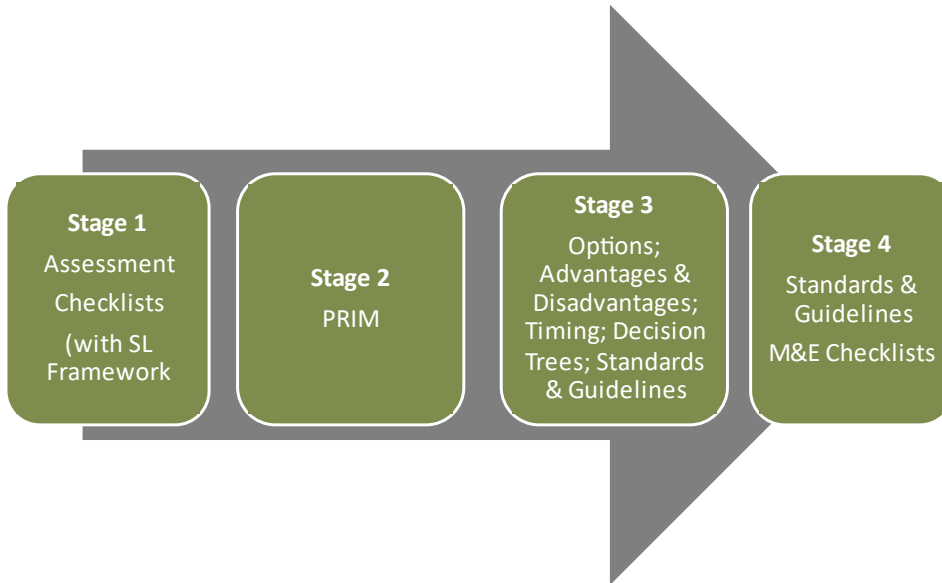 Stage 1
Assessment
Checklists
(with SL
Framework
Stage 2
PRIM
Stage 3
Options;
Advantages &
Disadvantages;
Timing; Decision
Trees; Standards
& Guidelines
Stage 4
Standards &
Guidelines
M&E Checklists